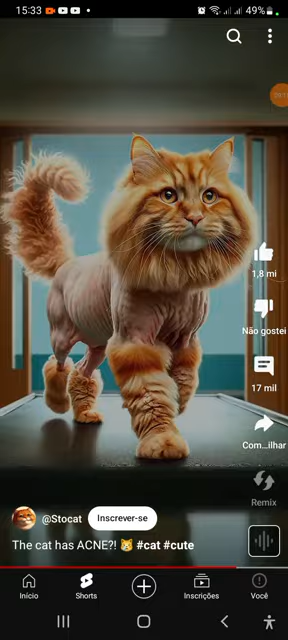 15:33
49%
1,8 mi
Não gostei
17 mil
Com...ilhar
Remix
@Stocat
Inscrever-se
The cat has ACNE?! 😿 #cat #cute
Início
Shorts
Inscrições
Você